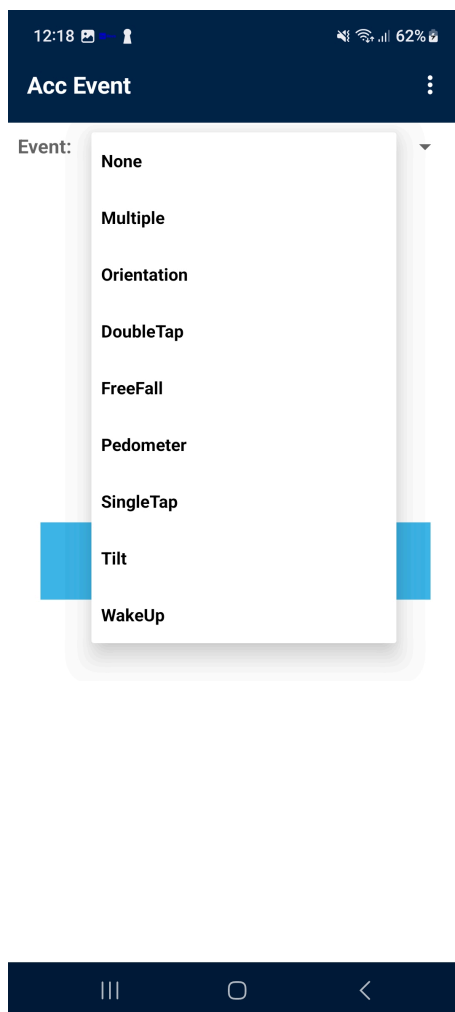 12:18 62%
Acc Event
Event:
None
Multiple
Orientation
DoubleTap
FreeFall
Pedometer
SingleTap
Tilt
WakeUp